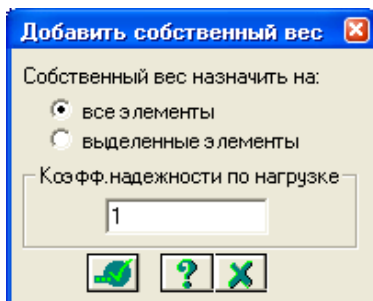 Добавить собственный вес
Собственный вес назначить на:
все элементы
выделенные элементы
Коэфф.надежности по нагрузке
1
?